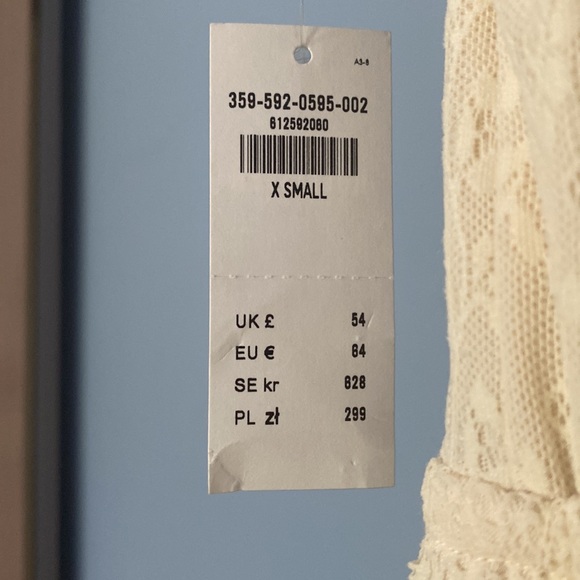 A3-8
359-592-0595-002
612592060
X SMALL
UK £ 54
EU € 64
SE kr 628
PL zł 299